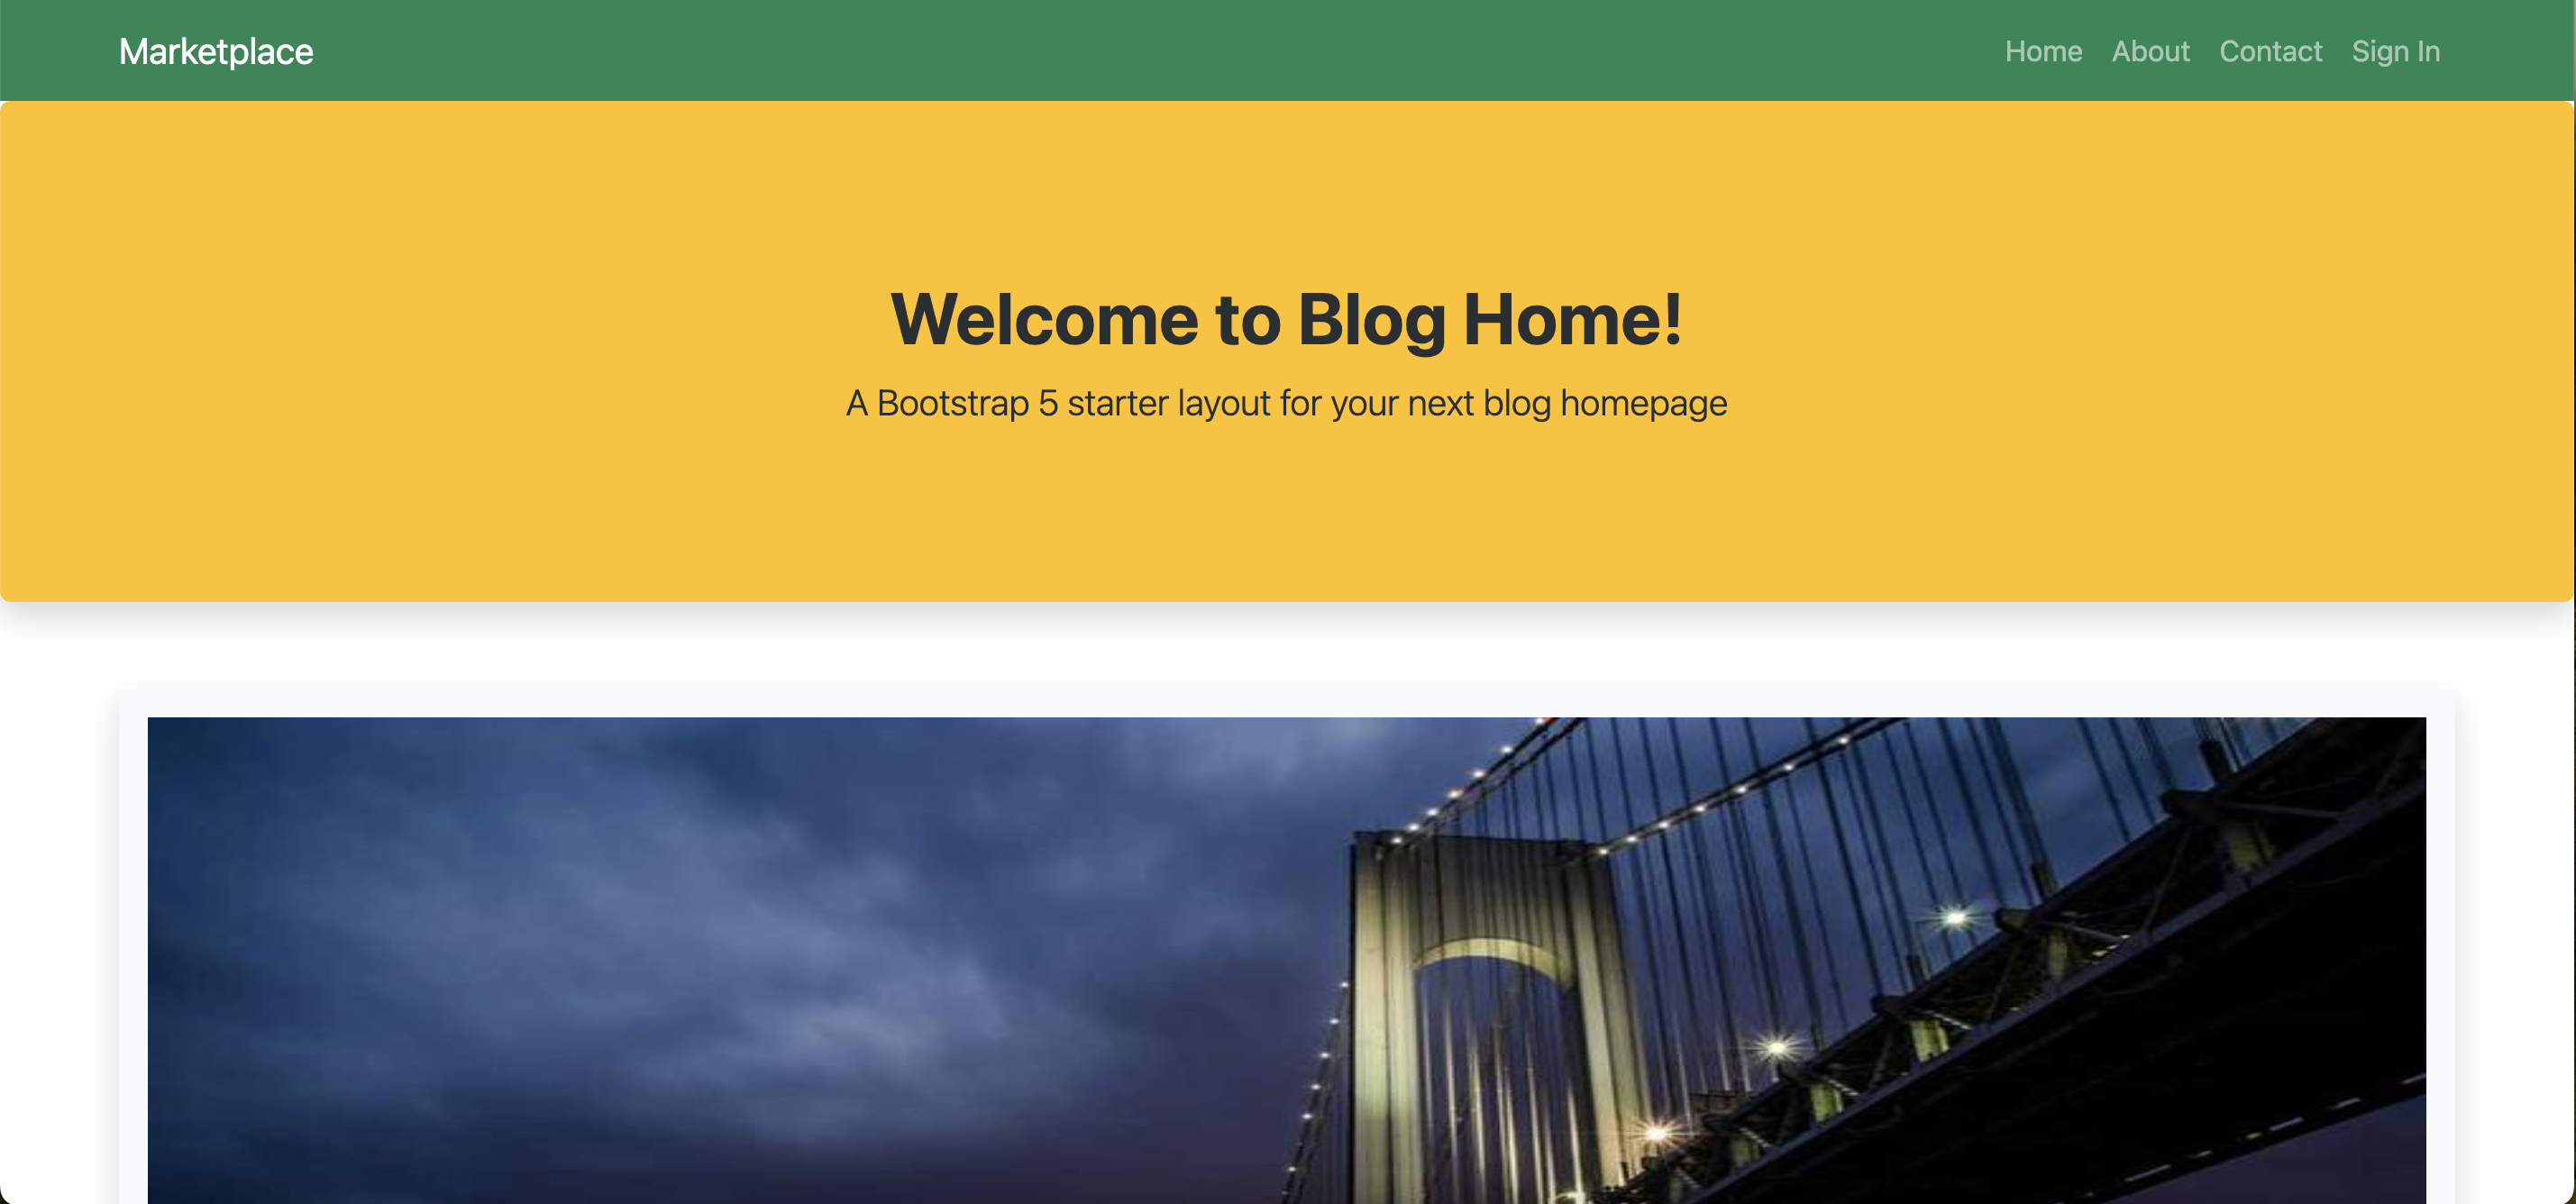 Marketplace
Home About Contact Sign In
Welcome to Blog Home!
A Bootstrap 5 starter layout for your next blog homepage